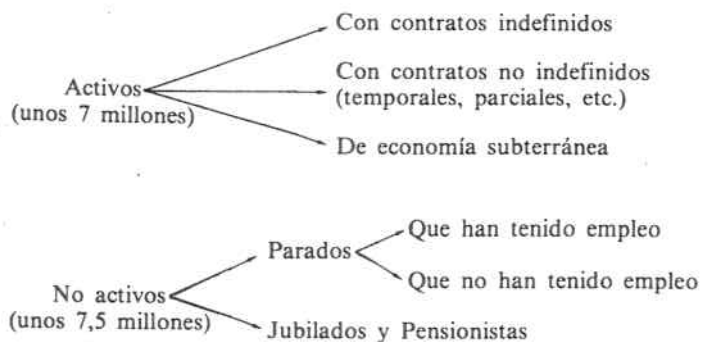 Con contratos indefinidos
Activos
(unos 7 millones)
Con contratos no indefinidos
(temporales, parciales, etc.)
De economía subterránea
Parados
Que han tenido empleo
Que no han tenido empleo
No activos
(unos 7,5 millones)
Jubilados y Pensionistas